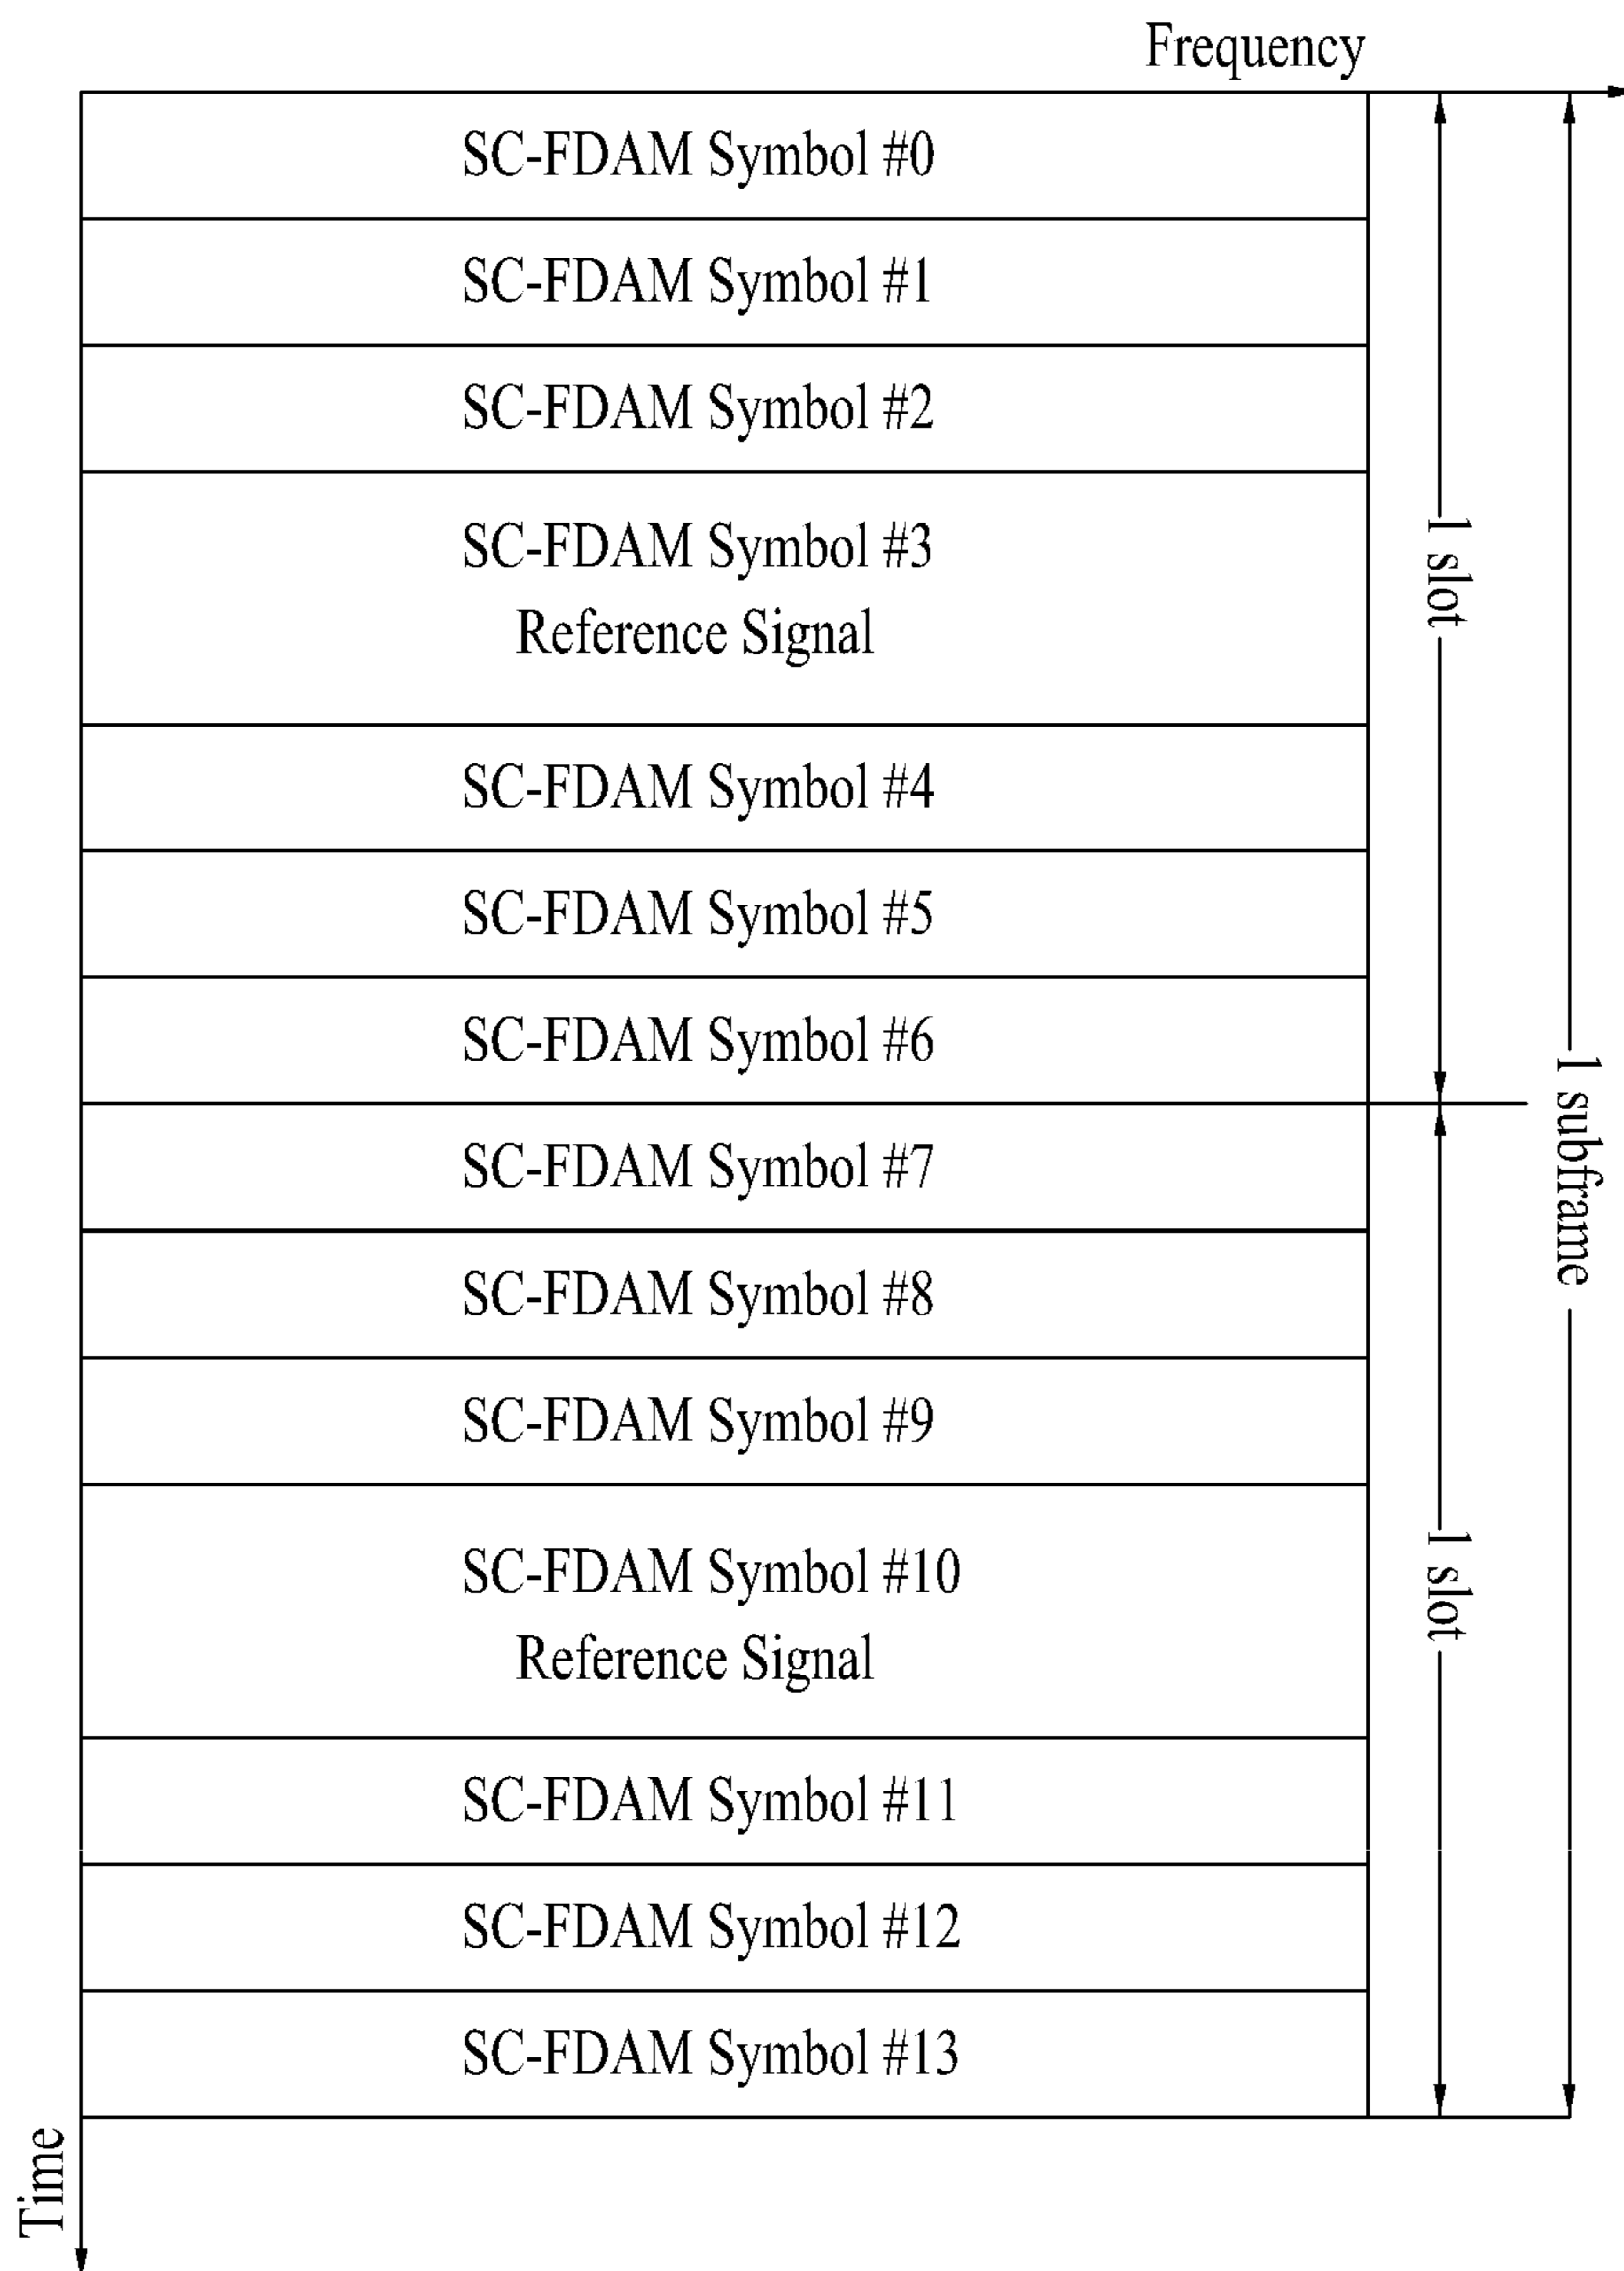 Frequency
SC-FDAM Symbol #0
SC-FDAM Symbol #1
SC-FDAM Symbol #2
SC-FDAM Symbol #3
Reference Signal
SC-FDAM Symbol #4
SC-FDAM Symbol #5
SC-FDAM Symbol #6
1 slot
SC-FDAM Symbol #7
SC-FDAM Symbol #8
SC-FDAM Symbol #9
SC-FDAM Symbol #10
Reference Signal
SC-FDAM Symbol #11
SC-FDAM Symbol #12
SC-FDAM Symbol #13
1 slot
1 subframe
Time